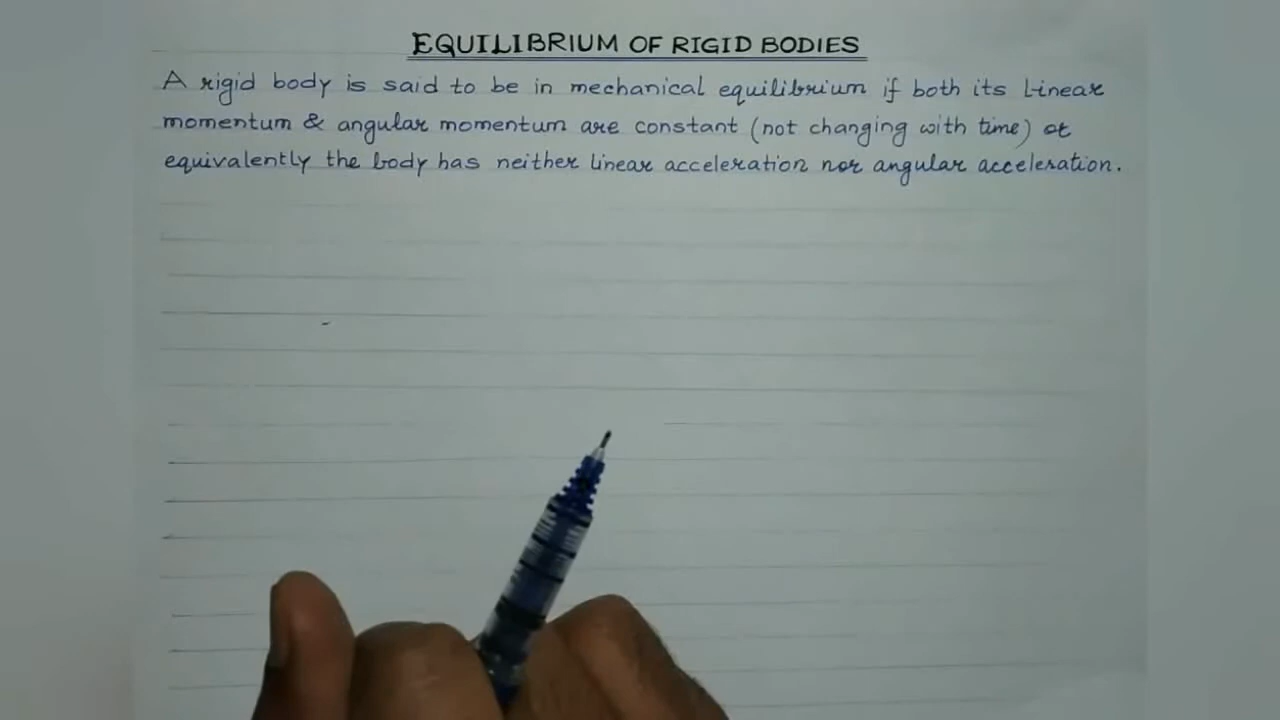 EQUILIBRIUM OF RIGID BODIES
A rigid body is said to be in mechanical equilibrium if both its linear
momentum & angular momentum are constant (not changing with time) or
equivalently the body has neither linear acceleration nor angular acceleration.